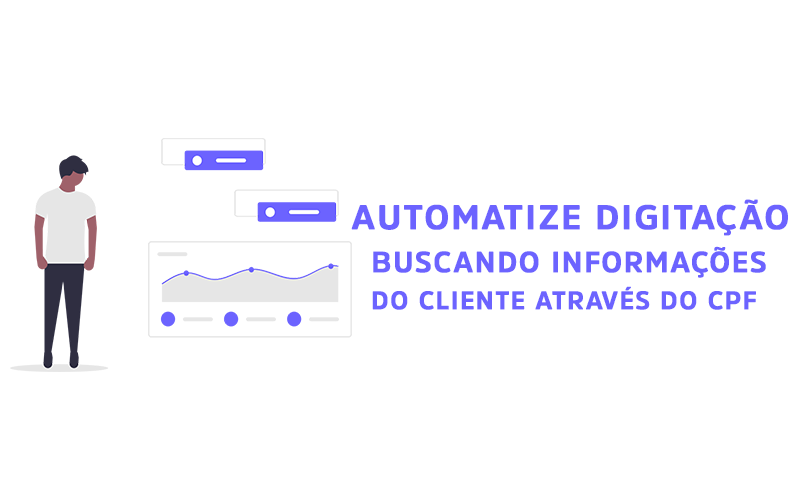 AUTOMATIZE DIGITAÇÃO
BUSCANDO INFORMAÇÕES
DO CLIENTE ATRAVÉS DO CPF